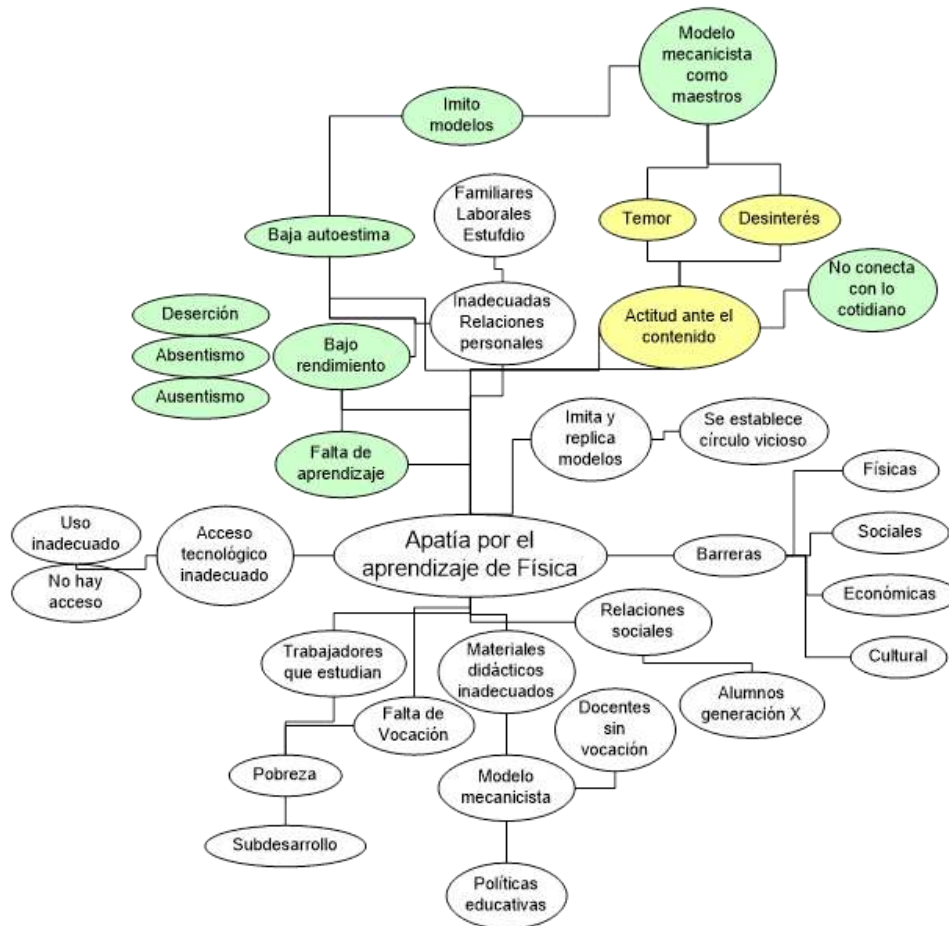 Modelo
mecanicista
como
maestros
Imito
modelos
Familiares
Laborales
Estufdio
Temor
Desinterés
Baja autoestima
No conecta
con lo
cotidiano
Inadecuadas
Relaciones
personales
Actitud ante el
contenido
Deserción
Absentismo
Ausentismo
Bajo
rendimiento
Falta de
aprendizaje
Imita y
replica
modelos
Se establece
círculo vicioso
Físicas
Sociales
Económicas
Cultural
Barreras
Apatía por el
aprendizaje de Física
Acceso
tecnológico
inadecuado
Uso
inadecuado
No hay
acceso
Trabajadores
que estudian
Falta de
Vocación
Materiales
didácticos
inadecuados
Relaciones
sociales
Alumnos
generación X
Docentes
sin
vocación
Pobreza
Subdesarrollo
Modelo
mecanicista
Políticas
educativas